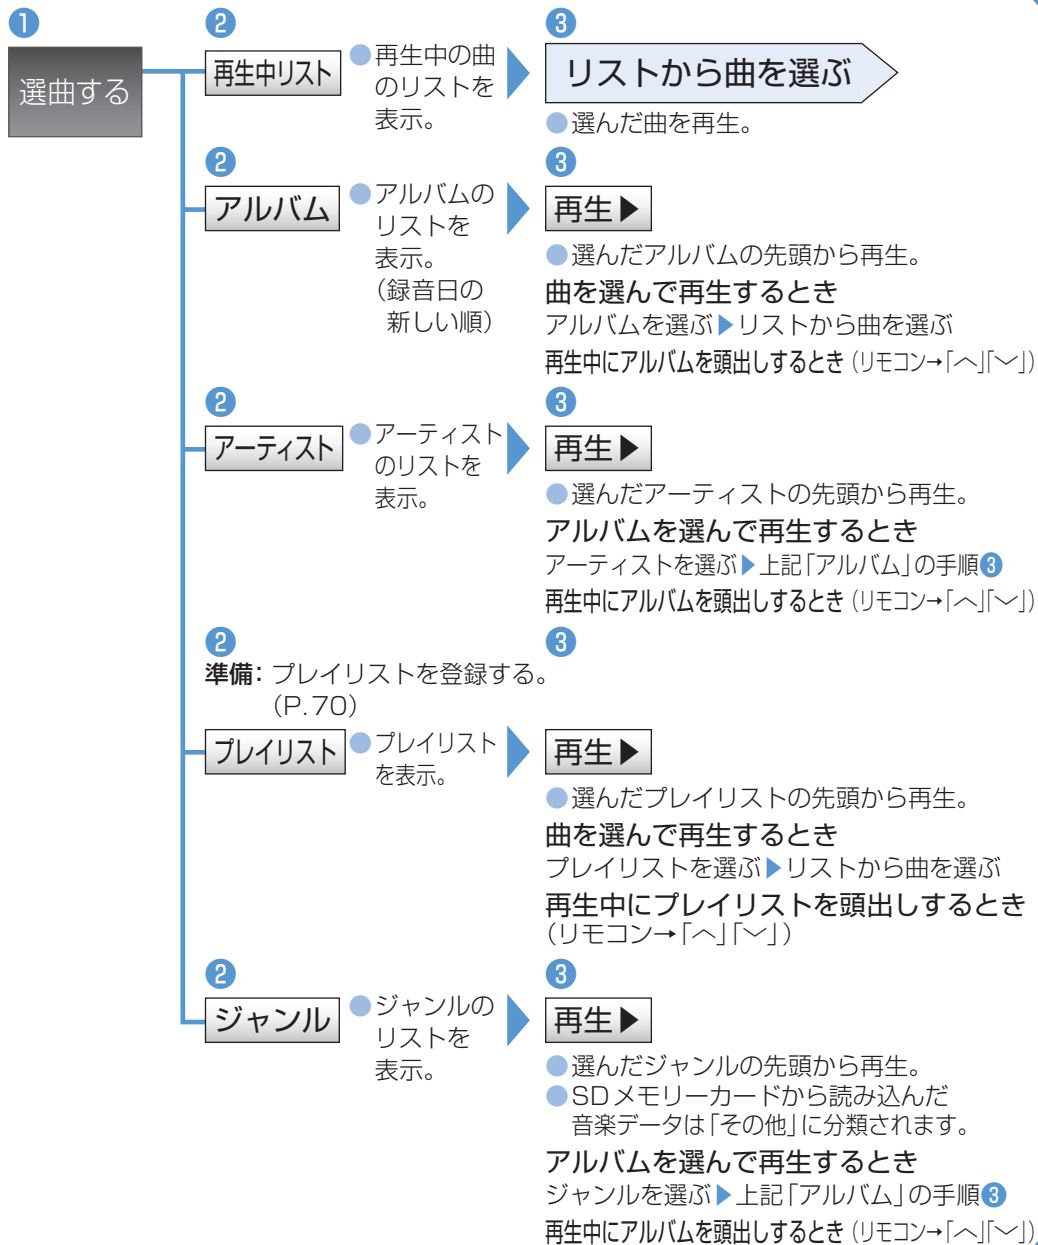 ❶
選曲する
❷
再生中リスト
●再生中の曲
のリストを
表示。
❸
リストから曲を選ぶ
●選んだ曲を再生。
❷
アルバム
●アルバムの
リストを
表示。
（録音日の
新しい順）
❸
再生▶
●選んだアルバムの先頭から再生。
曲を選んで再生するとき
アルバムを選ぶ▶リストから曲を選ぶ
再生中にアルバムを頭出しするとき（リモコン→「︿」「﹀」）
❷
アーティスト
●アーティスト
のリストを
表示。
❸
再生▶
●選んだアーティストの先頭から再生。
アルバムを選んで再生するとき
アーティストを選ぶ▶上記「アルバム」の手順❸
再生中にアルバムを頭出しするとき（リモコン→「︿」「﹀」）
❷
準備：プレイリストを登録する。
（P.70）
プレイリスト
●プレイリスト
を表示。
❸
再生▶
●選んだプレイリストの先頭から再生。
曲を選んで再生するとき
プレイリストを選ぶ▶リストから曲を選ぶ
再生中にプレイリストを頭出しするとき
（リモコン→「︿」「﹀」）
❷
ジャンル
●ジャンルの
リストを
表示。
❸
再生▶
●選んだジャンルの先頭から再生。
●SDメモリーカードから読み込んだ
音楽データは「その他」に分類されます。
アルバムを選んで再生するとき
ジャンルを選ぶ▶上記「アルバム」の手順❸
再生中にアルバムを頭出しするとき（リモコン→「︿」「﹀」）